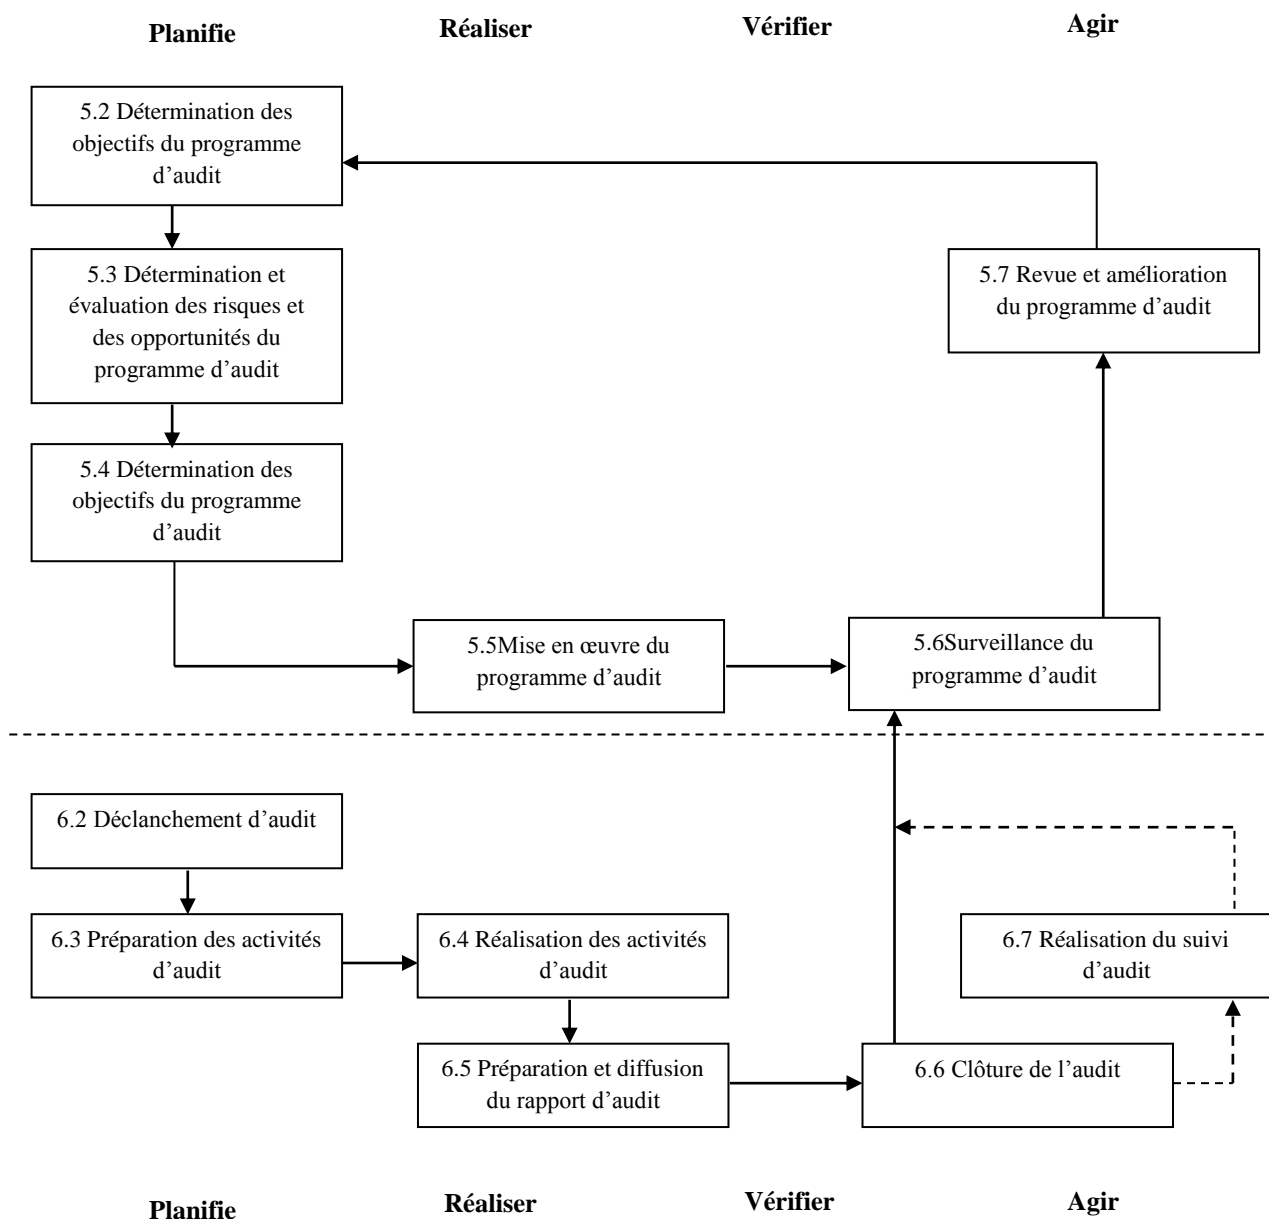 Planifie
Réaliser
Vérifier
Agir
5.2 Détermination des
objectifs du programme
d’audit
5.3 Détermination et
évaluation des risques et
des opportunités du
programme d’audit
5.7 Revue et amélioration
du programme d’audit
5.4 Détermination des
objectifs du programme
d’audit
5.5Mise en œuvre du
programme d’audit
5.6Surveillance du
programme d’audit
6.2 Déclanchement d’audit
6.3 Préparation des activités
d’audit
6.4 Réalisation des activités
d’audit
6.7 Réalisation du suivi
d’audit
6.5 Préparation et diffusion
du rapport d’audit
6.6 Clôture de l’audit
Planifie
Réaliser
Vérifier
Agir